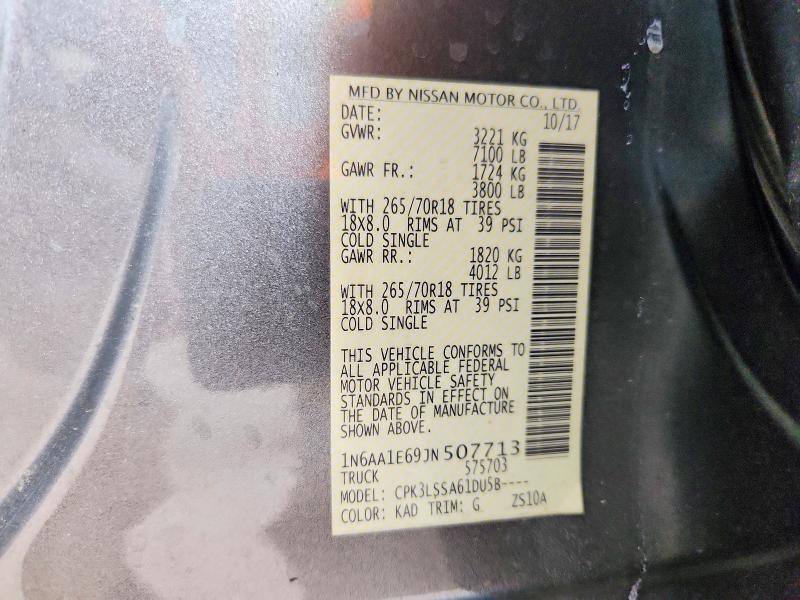 MFD BY NISSAN MOTOR CO., LTD.
DATE: 10/17
GVWR: 3221 KG
7100 LB
GAWR FR.: 1724 KG
3800 LB
WITH 265/70R18 TIRES
18X8.0 RIMS AT 39 PSI
COLD SINGLE
GAWR RR.: 1820 KG
4012 LB
WITH 265/70R18 TIRES
18X8.0 RIMS AT 39 PSI
COLD SINGLE
THIS VEHICLE CONFORMS TO
ALL APPLICABLE FEDERAL
MOTOR VEHICLE SAFETY
STANDARDS IN EFFECT ON
THE DATE OF MANUFACTURE
SHOWN ABOVE.
1N6AA1E69JN507713
TRUCK 575703
MODEL: CPK3LSSA61DU5B----
COLOR: KAD TRIM: G ZS10A